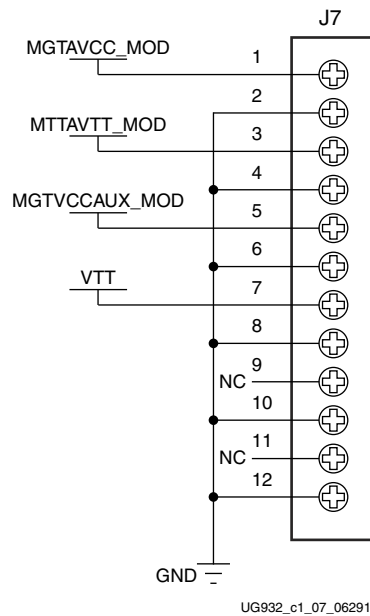 J7
MGTAVCC_MOD
1
2
MTTAVTT_MOD
3
4
MGTVCCAUX_MOD
5
6
VTT
7
8
NC 9
10
NC 11
12
GND
UG932_c1_07_06291